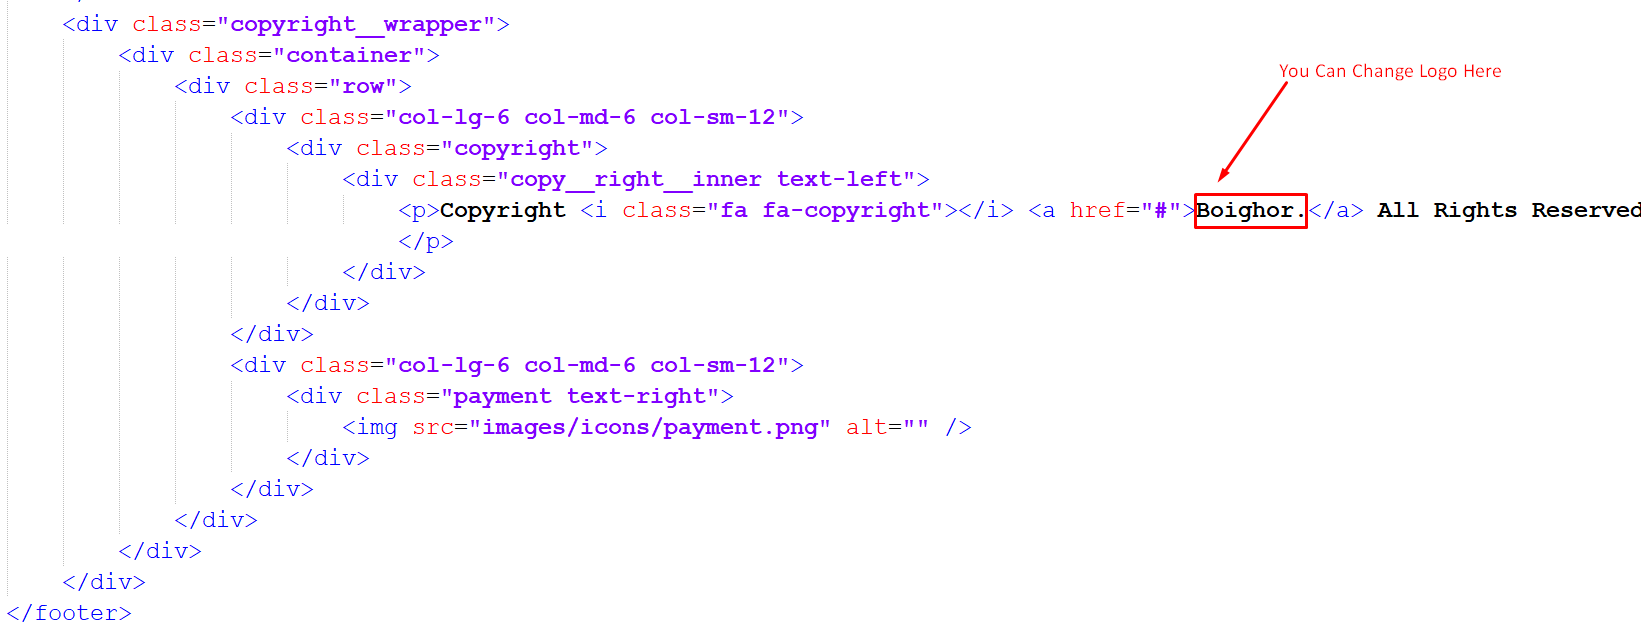 <div class="copyright__wrapper">
<div class="container">
<div class="row">
You Can Change Logo Here
<div class="col-lg-6 col-md-6 col-sm-12">
<div class="copyright">
<div class="copy__right__inner text-left">
<p>Copyright <i class="fa fa-copyright"></i> <a href="#">Boighor.</a> All Rights Reserved
</p>
</div>
</div>
</div>
<div class="col-lg-6 col-md-6 col-sm-12">
<div class="payment text-right">
<img src="images/icons/payment.png" alt="" />
</div>
</div>
</div>
</div>
</div>
</footer>